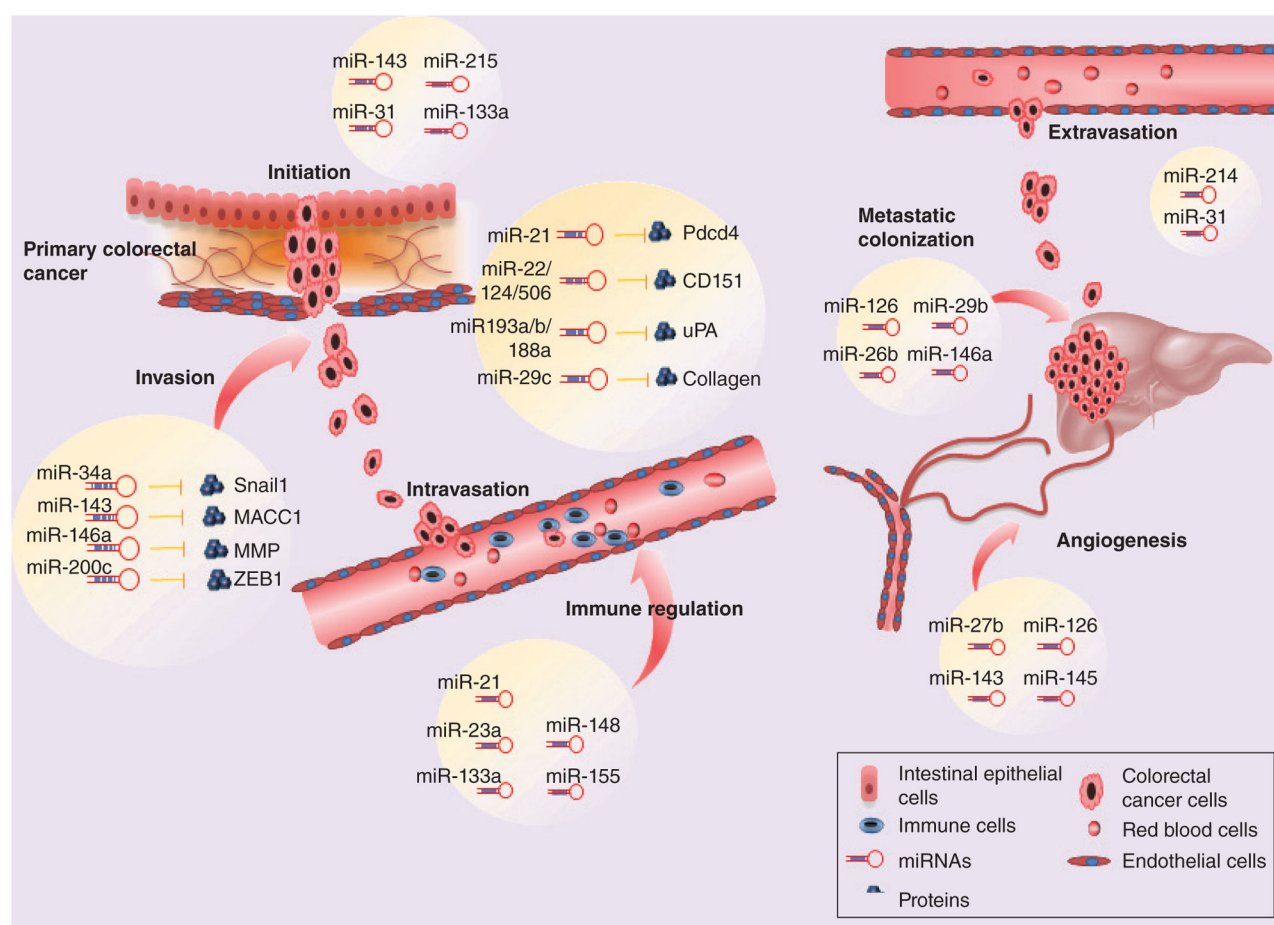 miR-143
miR-215
miR-31
miR-133a
Initiation
Primary colorectal
cancer
Invasion
miR-34a
Snail1
miR-143
MACC1
miR-146a
MMP
miR-200c
ZEB1
miR-21
Pdcd4
miR-22/
124/506
CD151
miR193a/b/
188a
uPA
miR-29c
Collagen
Intravasation
Immune regulation
miR-21
miR-23a
miR-148
miR-133a
miR-155
Extravasation
miR-214
miR-31
Metastatic
colonization
miR-126
miR-29b
miR-26b
miR-146a
Angiogenesis
miR-27b
miR-126
miR-143
miR-145
Intestinal epithelial
cells
Immune cells
miRNAs
Proteins
Colorectal
cancer cells
Red blood cells
Endothelial cells